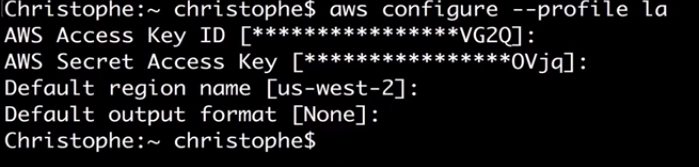 Christophe:~ christophe$ aws configure --profile la
AWS Access Key ID [****************VG2Q]:
AWS Secret Access Key [****************OVjq]:
Default region name [us-west-2]:
Default output format [None]:
Christophe:~ christophe$